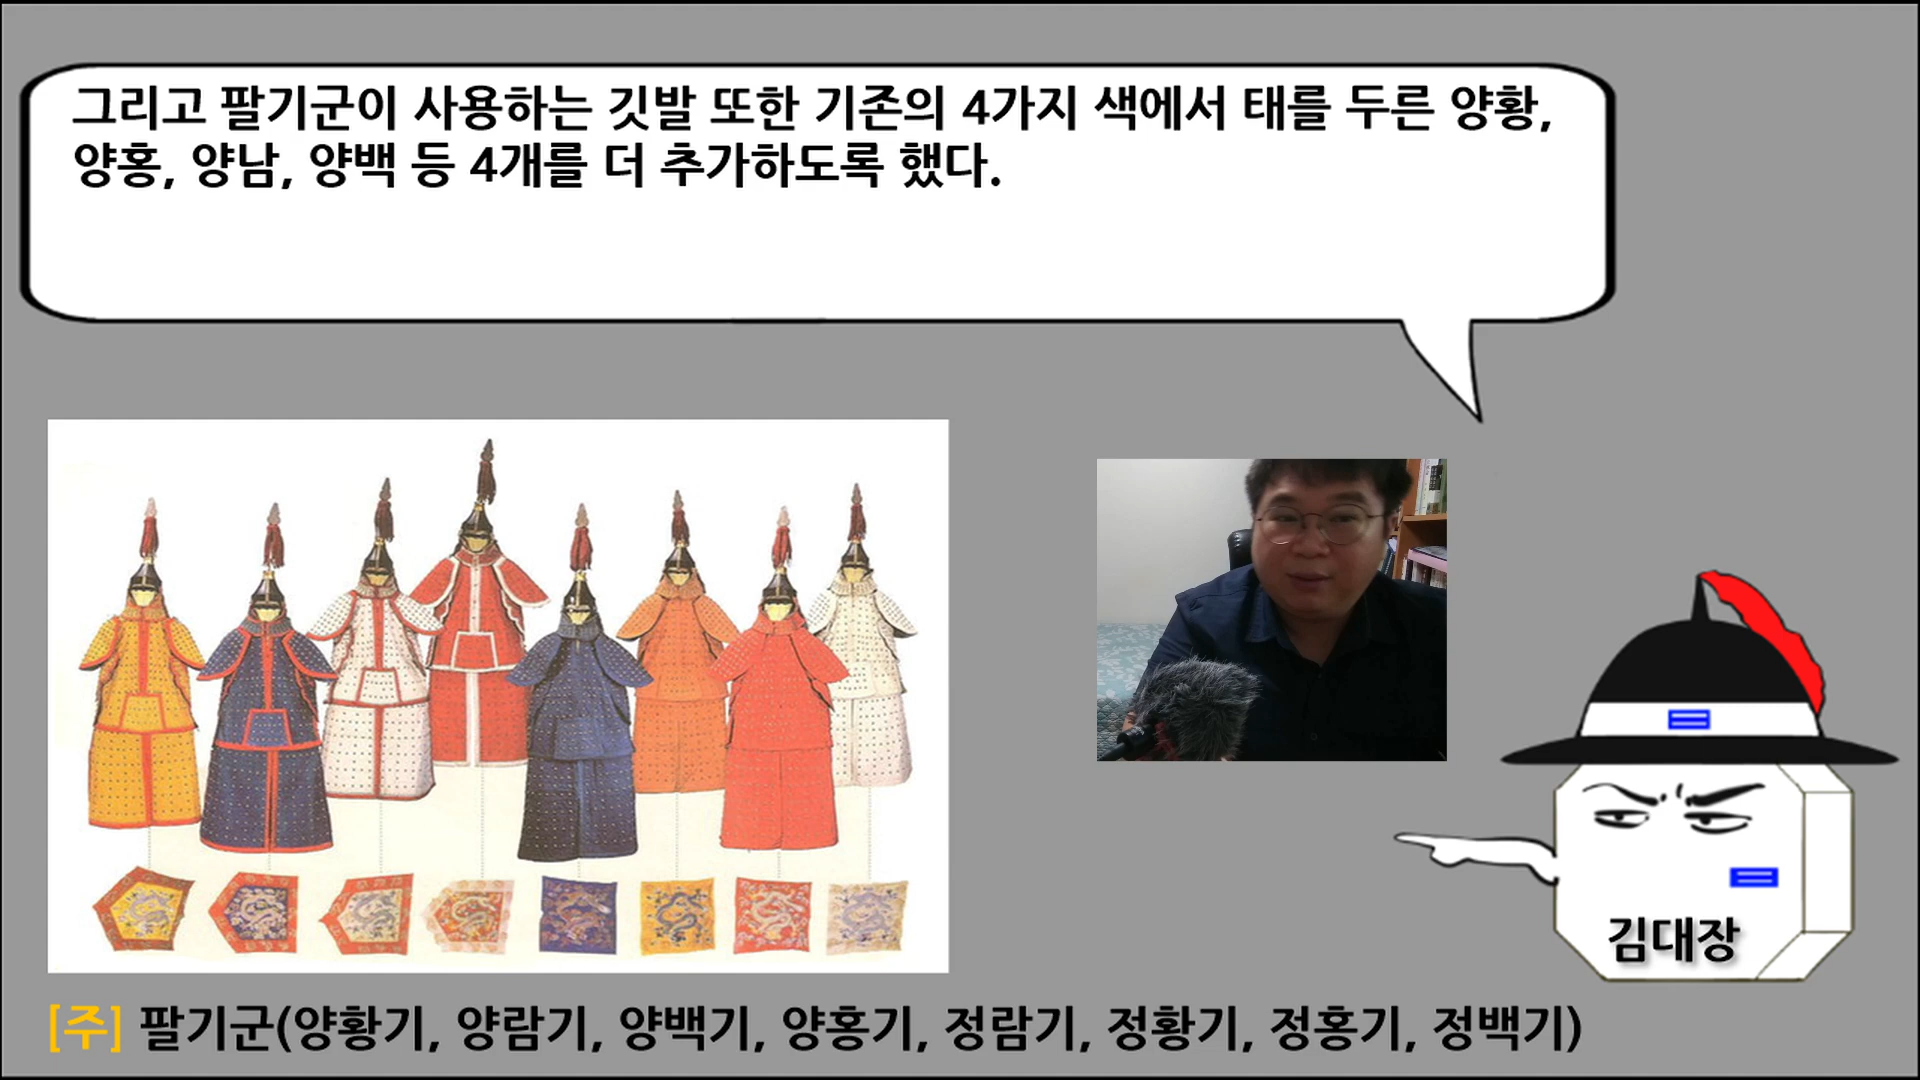 그리고 팔기군이 사용하는 깃발 또한 기존의 4가지 색에서 태를 두른 양황,
양홍, 양남, 양백 등 4개를 더 추가하도록 했다.
김대장
[주] 팔기군(양황기, 양람기, 양백기, 양홍기, 정람기, 정황기, 정홍기, 정백기)